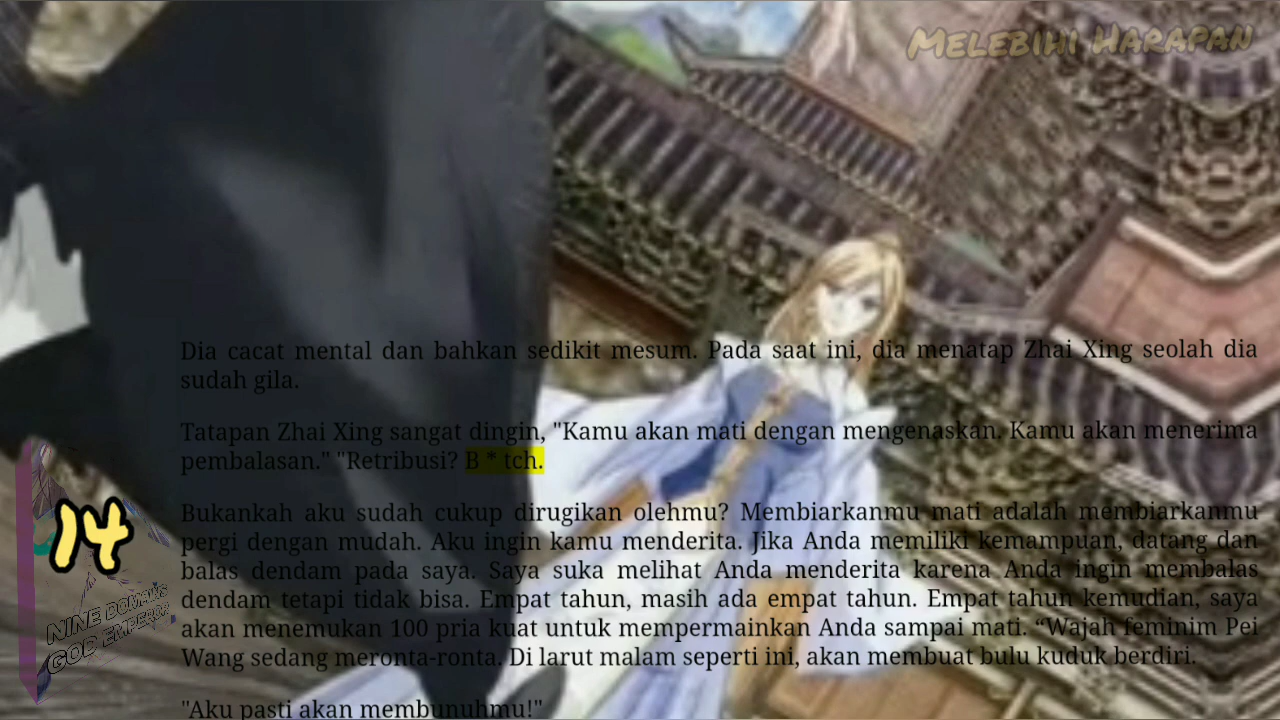 Melebihi Harapan
Dia cacat mental dan bahkan sedikit mesum. Pada saat ini, dia menatap Zhai Xing seolah dia
sudah gila.
Tatapan Zhai Xing sangat dingin, "Kamu akan mati dengan mengenaskan. Kamu akan menerima
pembalasan." "Retribusi? B * tch.
Bukankah aku sudah cukup dirugikan olehmu? Membiarkanmu mati adalah membiarkanmu
pergi dengan mudah. Aku ingin kamu menderita. Jika Anda memiliki kemampuan, datang dan
balas dendam pada saya. Saya suka melihat Anda menderita karena Anda ingin membalas
dendam tetapi tidak bisa. Empat tahun, masih ada empat tahun. Empat tahun kemudian, saya
akan menemukan 100 pria kuat untuk mempermainkan Anda sampai mati. “Wajah feminim Pei
Wang sedang meronta-ronta. Di larut malam seperti ini, akan membuat bulu kuduk berdiri.
"Aku pasti akan membunuhmu!"
14
NINE DOMAINS
GOD EMPEROR